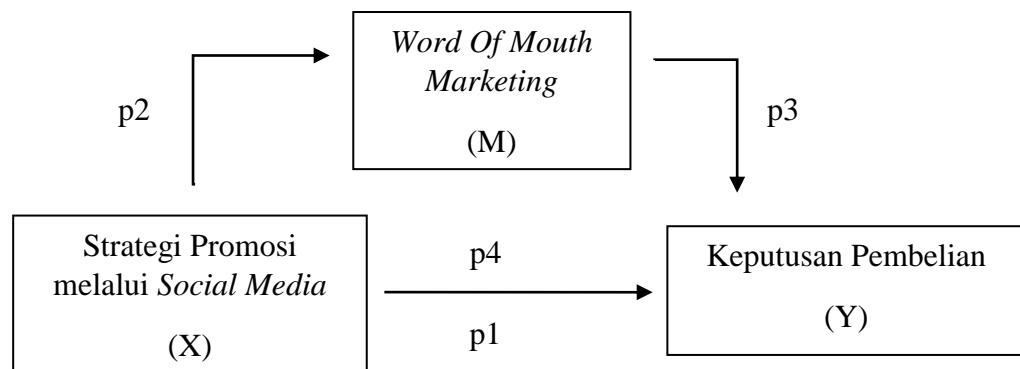 Word Of Mouth
Marketing
(M)
p2
p3
Strategi Promosi
melalui Social Media
(X)
p4
p1
Keputusan Pembelian
(Y)